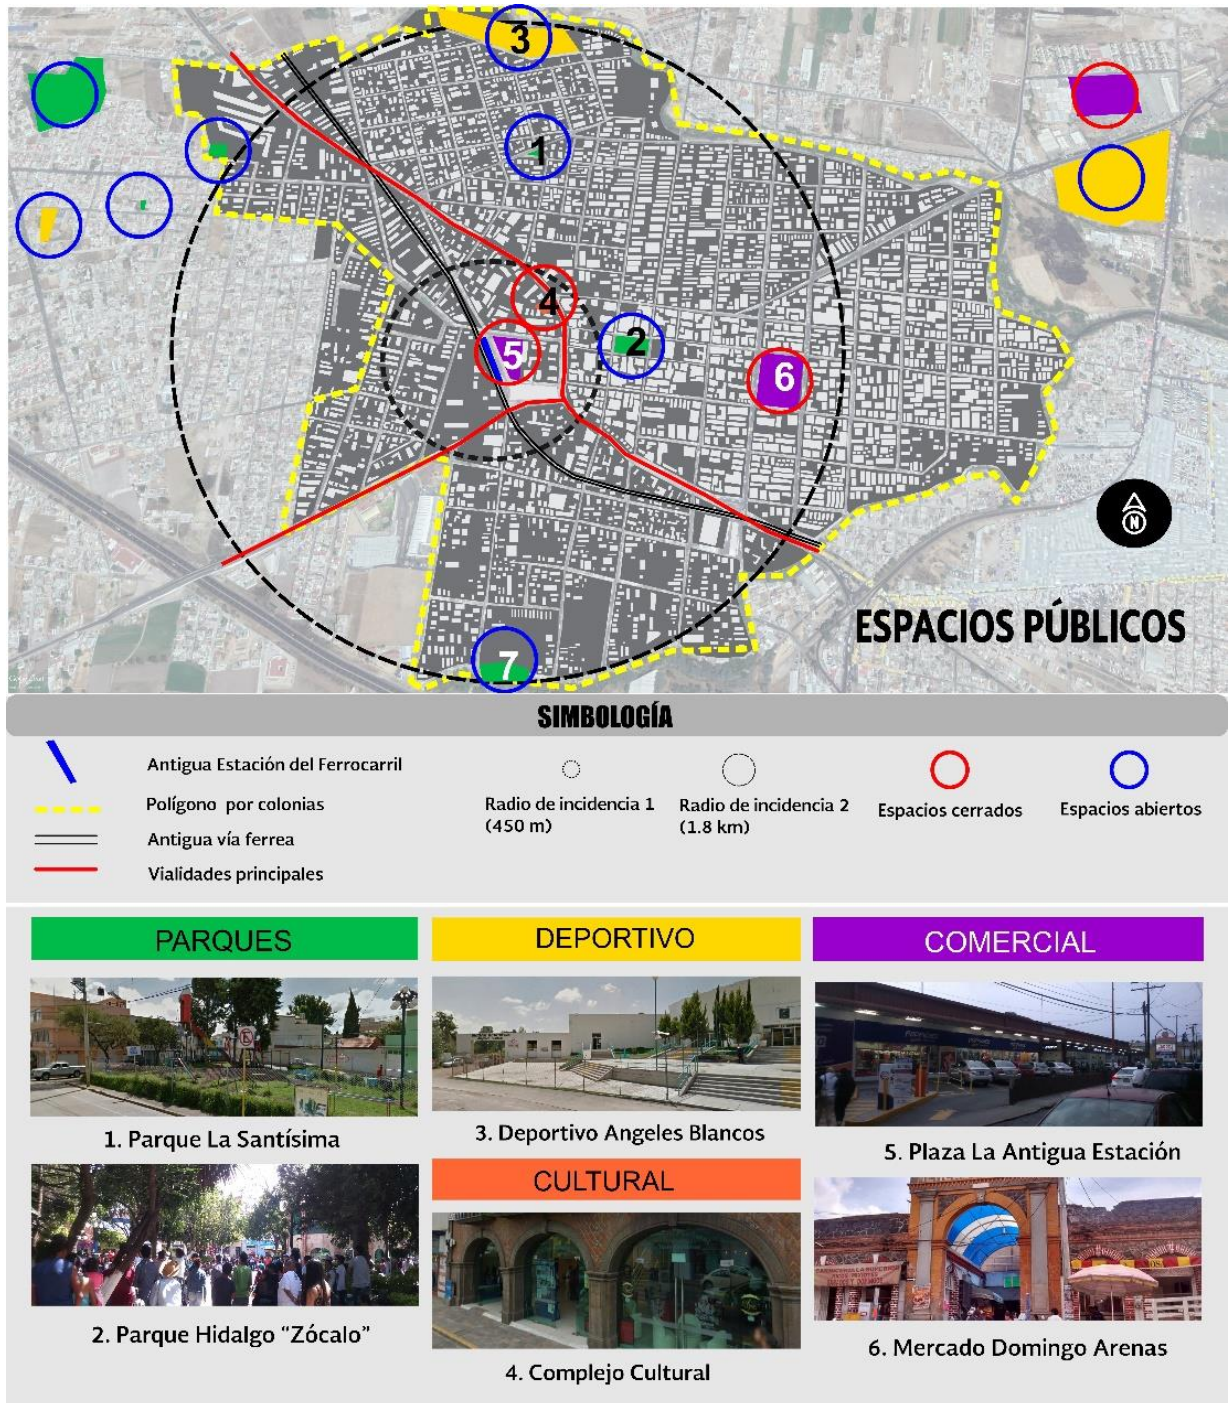 3
1
4
5
2
6
N
ESPACIOS PÚBLICOS
7
SIMBOLOGÍA
Antigua Estación del Ferrocarril
Polígono por colonias
Antigua vía ferrea
Vialidades principales
Radio de incidencia 1
(450 m)
Radio de incidencia 2
(1.8 km)
Espacios cerrados
Espacios abiertos
PARQUES
1. Parque La Santísima
2. Parque Hidalgo “Zócalo”
DEPORTIVO
3. Deportivo Angeles Blancos
CULTURAL
4. Complejo Cultural
COMERCIAL
5. Plaza La Antigua Estación
6. Mercado Domingo Arenas